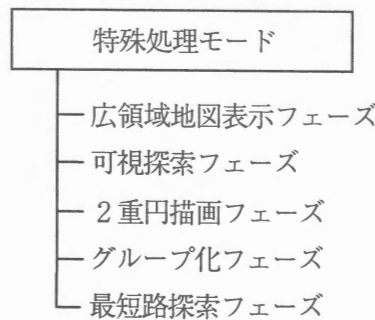 特殊処理モード
広領域地図表示フェーズ
可視探索フェーズ
2重円描画フェーズ
グループ化フェーズ
最短路探索フェーズ